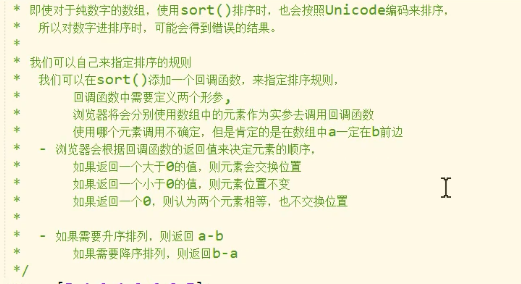 * 即使对于纯数字的数组，使用sort()排序时，也会按照Unicode编码来排序，
* 所以对数字进排序时，可能会得到错误的结果。
*
* 我们可以自己来指定排序的规则
* 我们可以在sort()添加一个回调函数，来指定排序规则，
* 回调函数中需要定义两个形参,
* 浏览器将会分别使用数组中的元素作为实参去调用回调函数
* 使用哪个元素调用不确定，但是肯定的是在数组中a一定在b前边
* - 浏览器会根据回调函数的返回值来决定元素的顺序，
* 如果返回一个大于0的值，则元素会交换位置
* 如果返回一个小于0的值，则元素位置不变
* 如果返回一个0，则认为两个元素相等，也不交换位置
*
* - 如果需要升序排列，则返回 a-b
* 如果需要降序排列，则返回b-a
*/